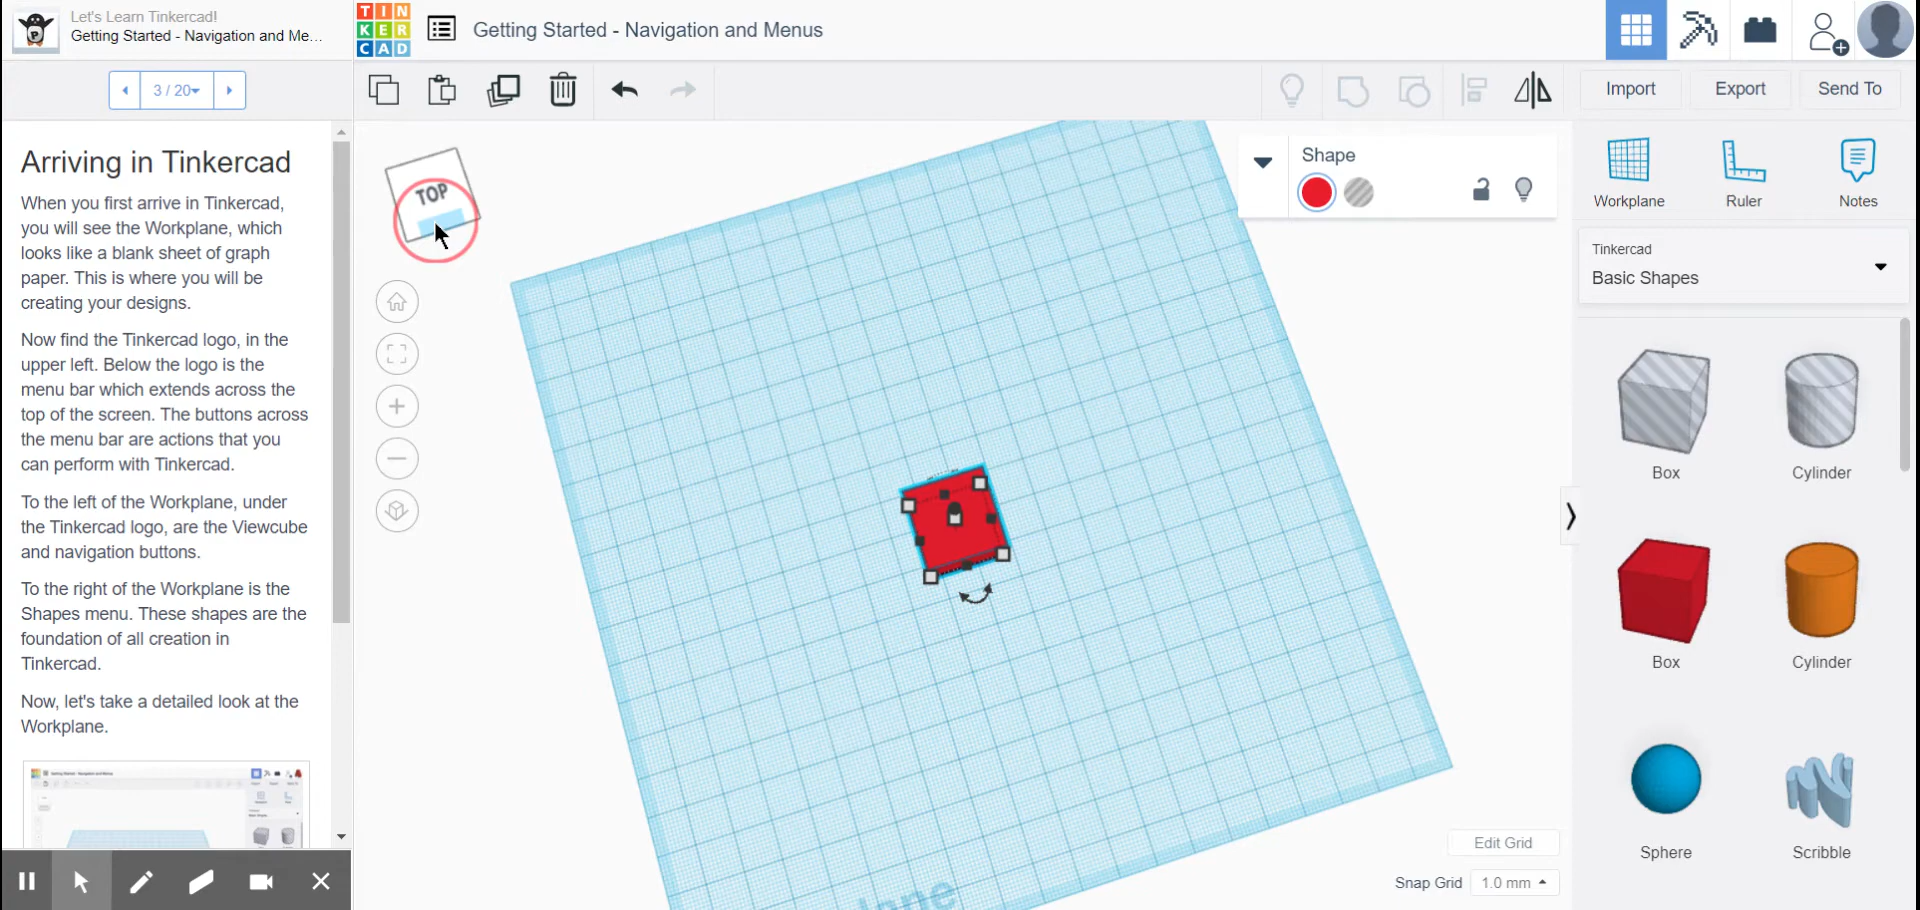 Let's Learn Tinkercad!
Getting Started - Navigation and Me...
TIN
KER
CAD
Getting Started - Navigation and Menus
3 / 20
Import
Export
Send To
Arriving in Tinkercad
When you first arrive in Tinkercad,
you will see the Workplane, which
looks like a blank sheet of graph
paper. This is where you will be
creating your designs.
Now find the Tinkercad logo, in the
upper left. Below the logo is the
menu bar which extends across the
top of the screen. The buttons across
the menu bar are actions that you
can perform with Tinkercad.
To the left of the Workplane, under
the Tinkercad logo, are the Viewcube
and navigation buttons.
To the right of the Workplane is the
Shapes menu. These shapes are the
foundation of all creation in
Tinkercad.
Now, let's take a detailed look at the
Workplane.
TOP
Shape
Workplane
Ruler
Notes
Tinkercad
Basic Shapes
Box
Cylinder
Box
Cylinder
Sphere
Scribble
Edit Grid
Snap Grid
1.0 mm
plane